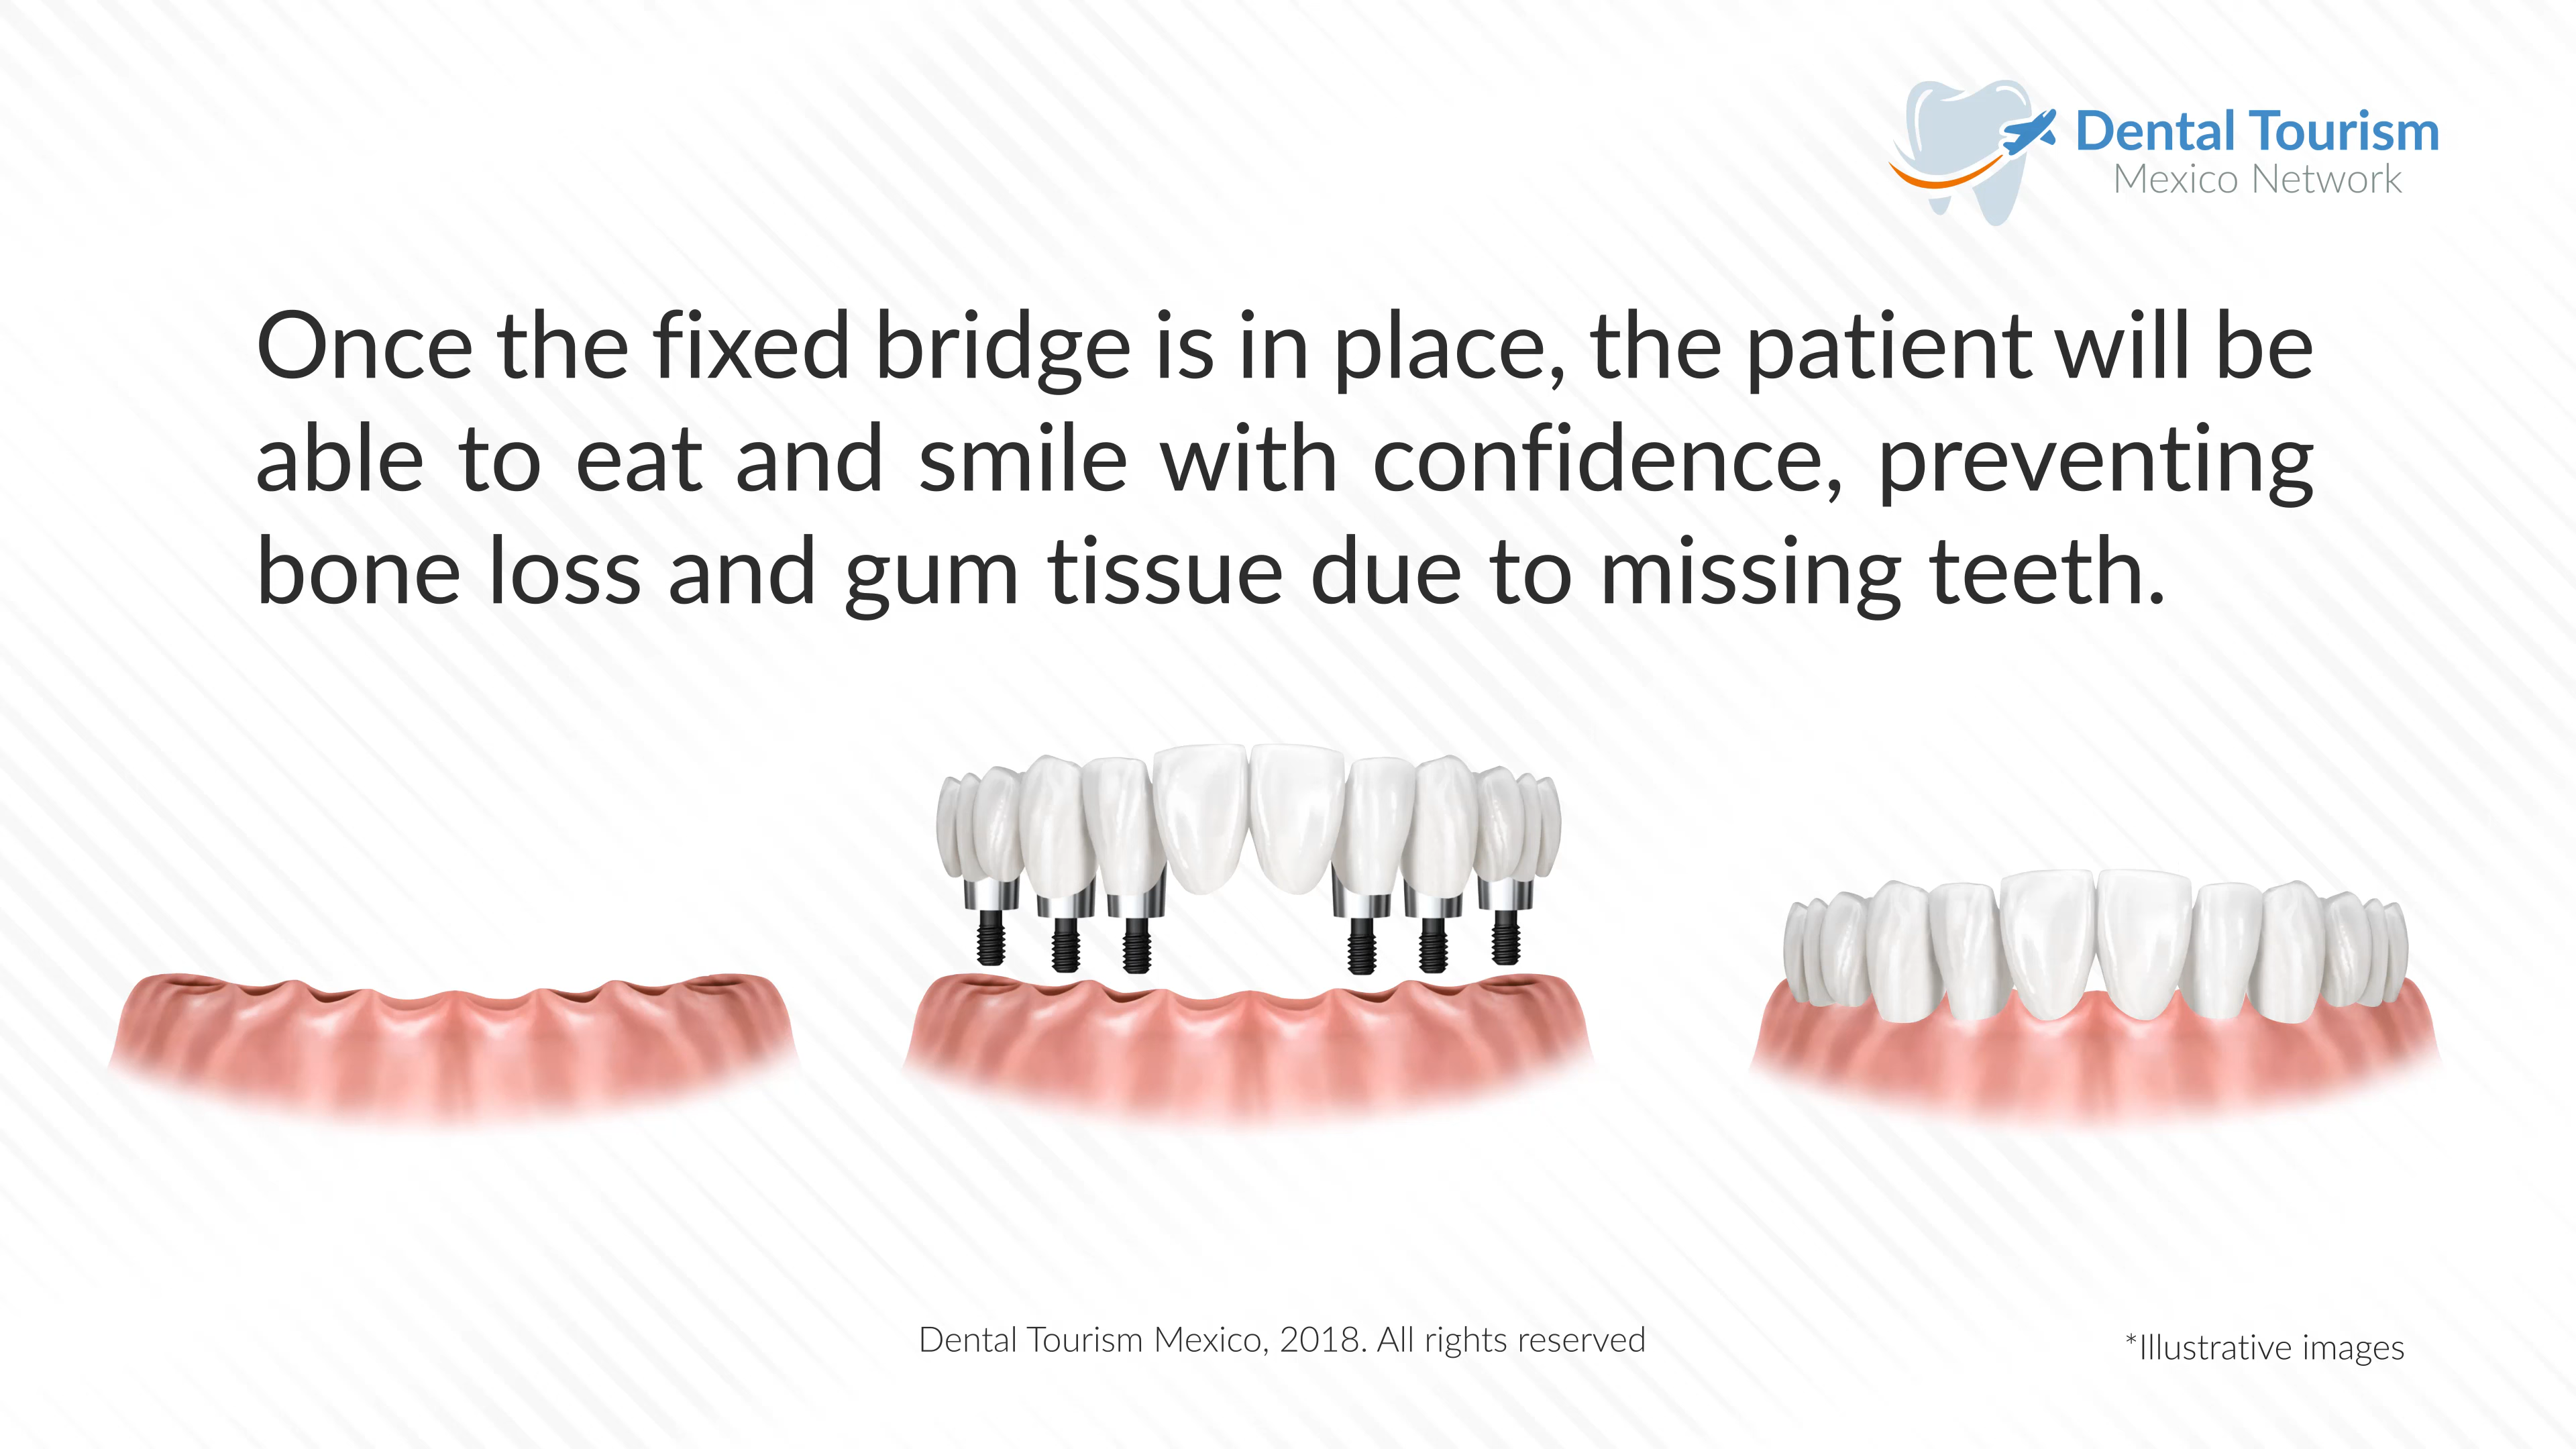 Dental Tourism
Mexico Network
Once the fixed bridge is in place, the patient will be
able to eat and smile with confidence, preventing
bone loss and gum tissue due to missing teeth.
Dental Tourism Mexico, 2018. All rights reserved
*Illustrative images